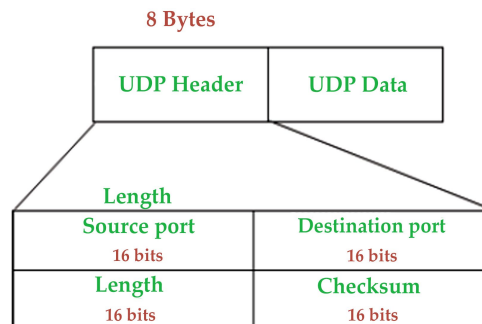 8 Bytes
UDP Header UDP Data
Length
Source port Destination port
16 bits 16 bits
Length Checksum
16 bits 16 bits